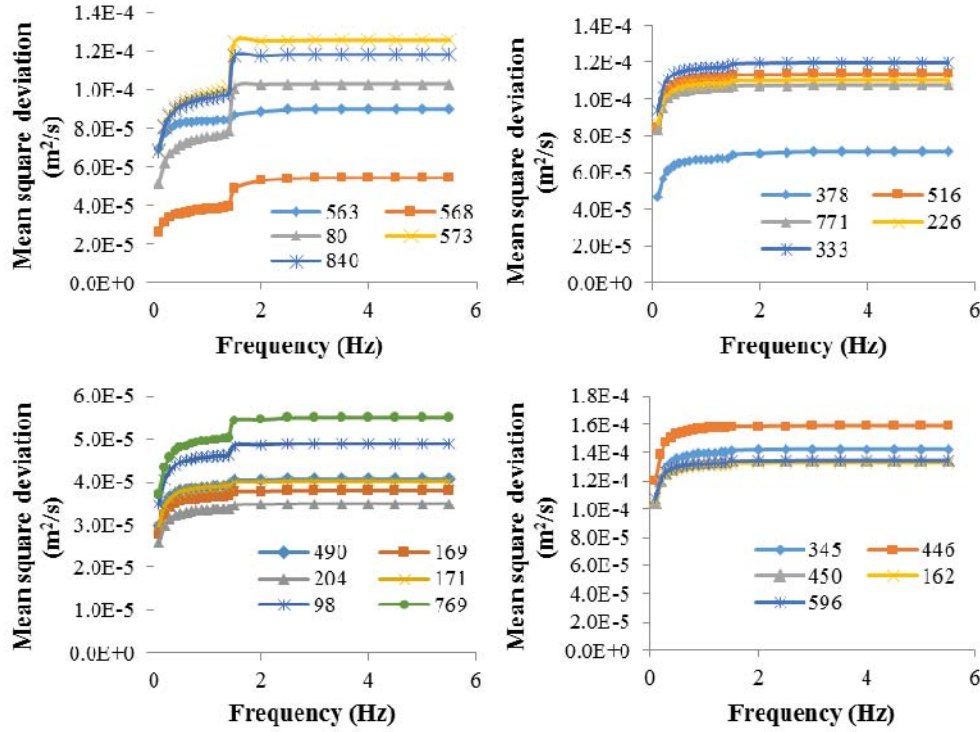 Mean square deviation
(m²/s)
1.4E-4
1.2E-4
1.0E-4
8.0E-5
6.0E-5
4.0E-5
2.0E-5
0.0E+0
563 568
80 573
840
0 2 4 6
Frequency (Hz)
Mean square deviation
(m²/s)
1.4E-4
1.2E-4
1.0E-4
8.0E-5
6.0E-5
4.0E-5
2.0E-5
0.0E+0
378 516
771 226
333
0 2 4 6
Frequency (Hz)
Mean square deviation
(m²/s)
6.0E-5
5.0E-5
4.0E-5
3.0E-5
2.0E-5
1.0E-5
0.0E+0
490 169
204 171
98 769
0 2 4 6
Frequency (Hz)
Mean square deviation
(m²/s)
1.8E-4
1.6E-4
1.4E-4
1.2E-4
1.0E-4
8.0E-5
6.0E-5
4.0E-5
2.0E-5
0.0E+0
345 446
450 162
596
0 2 4 6
Frequency (Hz)